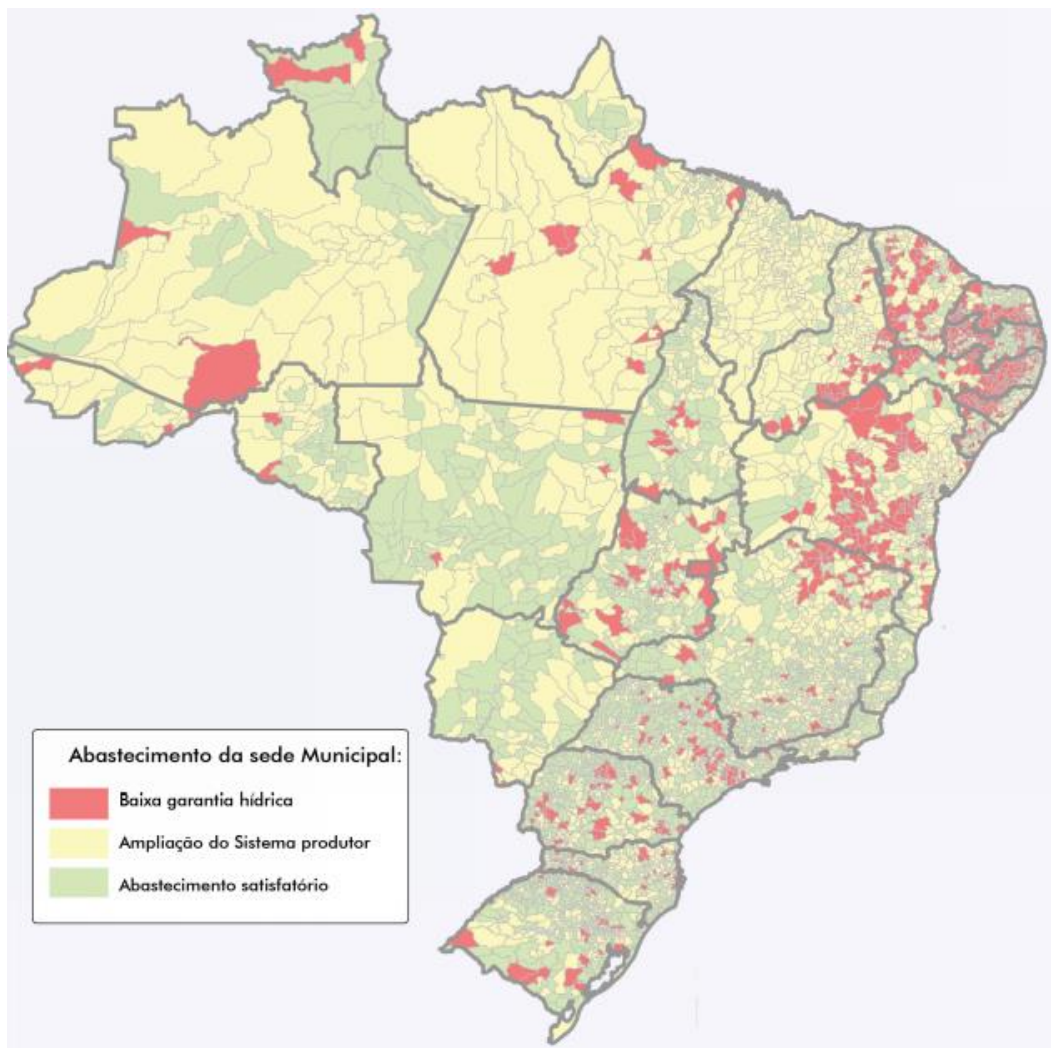 Abastecimento da sede Municipal:
Baixa garantia hídrica
Ampliação do Sistema produtor
Abastecimento satisfatório